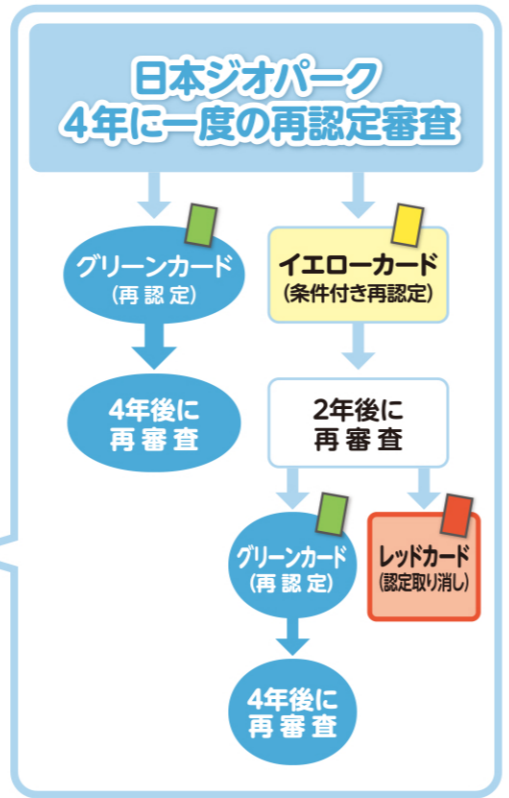 日本ジオパーク
4年に一度の再認定審査
グリーンカード
(再認定)
イエローカード
(条件付き再認定)
4年後に
再審査
2年後に
再審査
グリーンカード
(再認定)
レッドカード
(認定取り消し)
4年後に
再審査